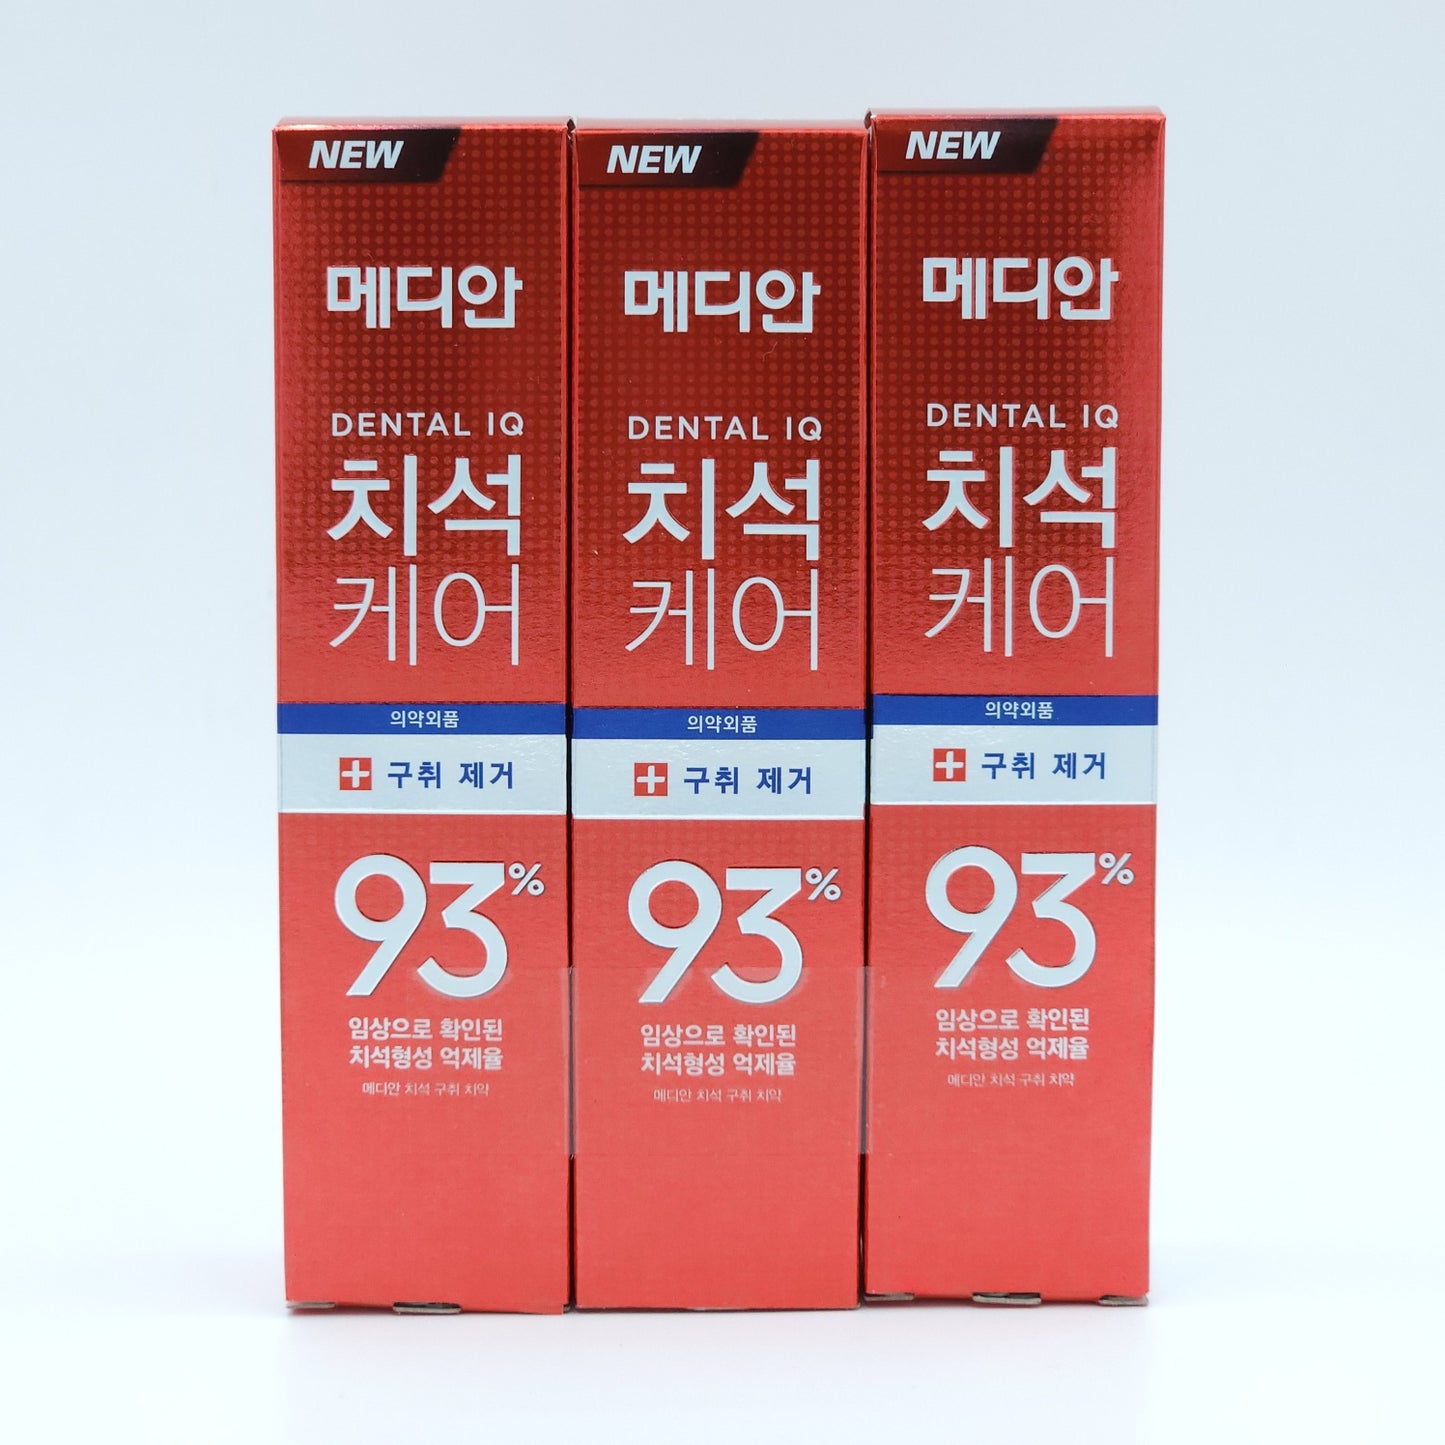 NEW
메디안
DENTAL IQ
치석
케어
의약외품
구취 제거
93%
임상으로 확인된
치석형성 억제율
메디안 치석 구취 치약
NEW
메디안
DENTAL IQ
치석
케어
의약외품
구취 제거
93%
임상으로 확인된
치석형성 억제율
메디안 치석 구취 치약
NEW
메디안
DENTAL IQ
치석
케어
의약외품
구취 제거
93%
임상으로 확인된
치석형성 억제율
메디안 치석 구취 치약